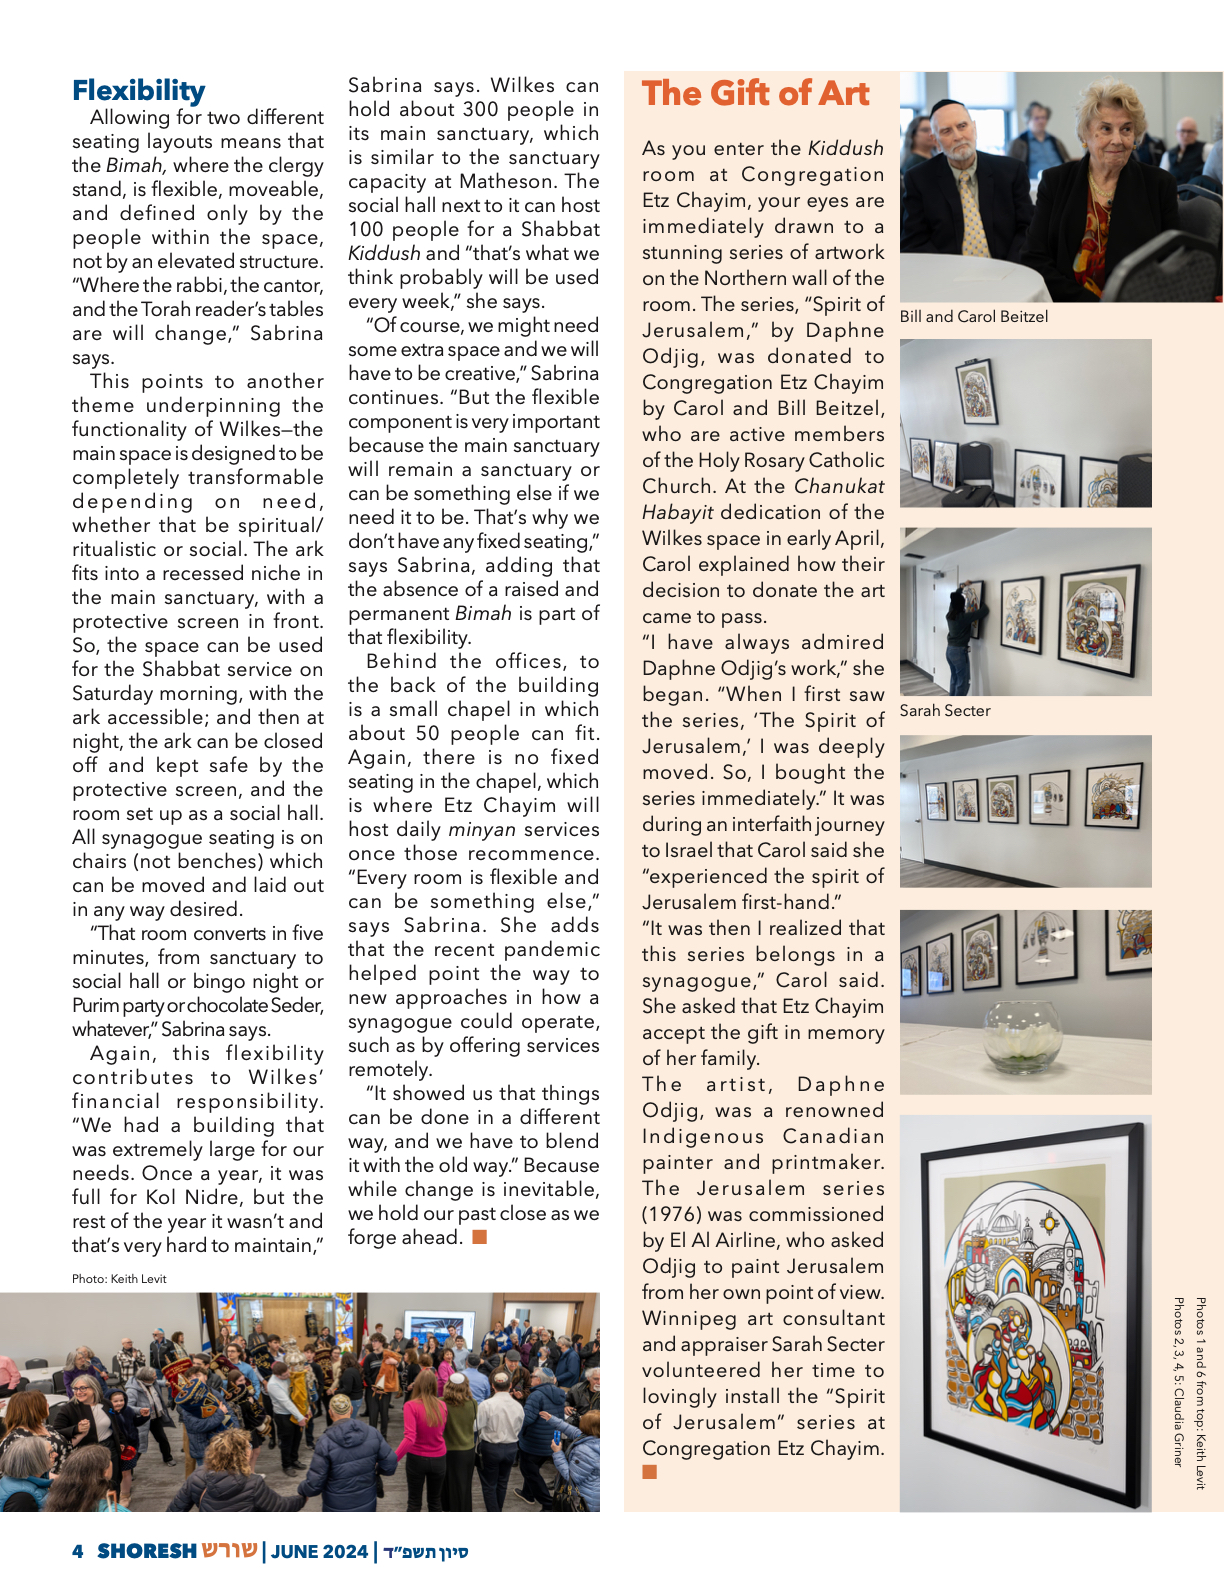 Flexibility
Allowing for two different
seating layouts means that
the Bimah, where the clergy
stand, is flexible, moveable,
and defined only by the
people within the space,
not by an elevated structure.
“Where the rabbi, the cantor,
and the Torah reader’s tables
are will change,” Sabrina
says.
This points to another
theme underpinning the
functionality of Wilkes—the
main space is designed to be
completely transformable
depending on need,
whether that be spiritual/
ritualistic or social. The ark
fits into a recessed niche in
the main sanctuary, with a
protective screen in front.
So, the space can be used
for the Shabbat service on
Saturday morning, with the
ark accessible; and then at
night, the ark can be closed
off and kept safe by the
protective screen, and the
room set up as a social hall.
All synagogue seating is on
chairs (not benches) which
can be moved and laid out
in any way desired.
“That room converts in five
minutes, from sanctuary to
social hall or bingo night or
Purim party or chocolate Seder,
whatever,” Sabrina says.
Again, this flexibility
contributes to Wilkes’
financial responsibility.
“We had a building that
was extremely large for our
needs. Once a year, it was
full for Kol Nidre, but the
rest of the year it wasn’t and
that’s very hard to maintain,”
Sabrina says. Wilkes can
hold about 300 people in
its main sanctuary, which
is similar to the sanctuary
capacity at Matheson. The
social hall next to it can host
100 people for a Shabbat
Kiddush and “that’s what we
think probably will be used
every week,” she says.
“Of course, we might need
some extra space and we will
have to be creative,” Sabrina
continues. “But the flexible
component is very important
because the main sanctuary
will remain a sanctuary or
can be something else if we
need it to be. That’s why we
don’t have any fixed seating,”
says Sabrina, adding that
the absence of a raised and
permanent Bimah is part of
that flexibility.
Behind the offices, to
the back of the building
is a small chapel in which
about 50 people can fit.
Again, there is no fixed
seating in the chapel, which
is where Etz Chayim will
host daily minyan services
once those recommence.
“Every room is flexible and
can be something else,”
says Sabrina. She adds
that the recent pandemic
helped point the way to
new approaches in how a
synagogue could operate,
such as by offering services
remotely.
“It showed us that things
can be done in a different
way, and we have to blend
it with the old way.” Because
while change is inevitable,
we hold our past close as we
forge ahead.
Photo: Keith Levit
The Gift of Art
As you enter the Kiddush
room at Congregation
Etz Chayim, your eyes are
immediately drawn to a
stunning series of artwork
on the Northern wall of the
room. The series, “Spirit of
Jerusalem,” by Daphne
Odjig, was donated to
Congregation Etz Chayim
by Carol and Bill Beitzel,
who are active members
of the Holy Rosary Catholic
Church. At the Chanukat
Habayit dedication of the
Wilkes space in early April,
Carol explained how their
decision to donate the art
came to pass.
“I have always admired
Daphne Odjig’s work,” she
began. “When I first saw
the series, ‘The Spirit of
Jerusalem,’ I was deeply
moved. So, I bought the
series immediately.” It was
during an interfaith journey
to Israel that Carol said she
“experienced the spirit of
Jerusalem first-hand.”
“It was then I realized that
this series belongs in a
synagogue,” Carol said.
She asked that Etz Chayim
accept the gift in memory
of her family.
The artist, Daphne
Odjig, was a renowned
Indigenous Canadian
painter and printmaker.
The Jerusalem series
(1976) was commissioned
by El Al Airline, who asked
Odjig to paint Jerusalem
from her own point of view.
Winnipeg art consultant
and appraiser Sarah Secter
volunteered her time to
lovingly install the “Spirit
of Jerusalem” series at
Congregation Etz Chayim.
Bill and Carol Beitzel
Sarah Secter
Photos 1 and 6 from top: Keith Levit
Photos 2, 3, 4, 5: Claudia Griner
4 SHORESH שורש | JUNE 2024 | סיון תשפ״ד